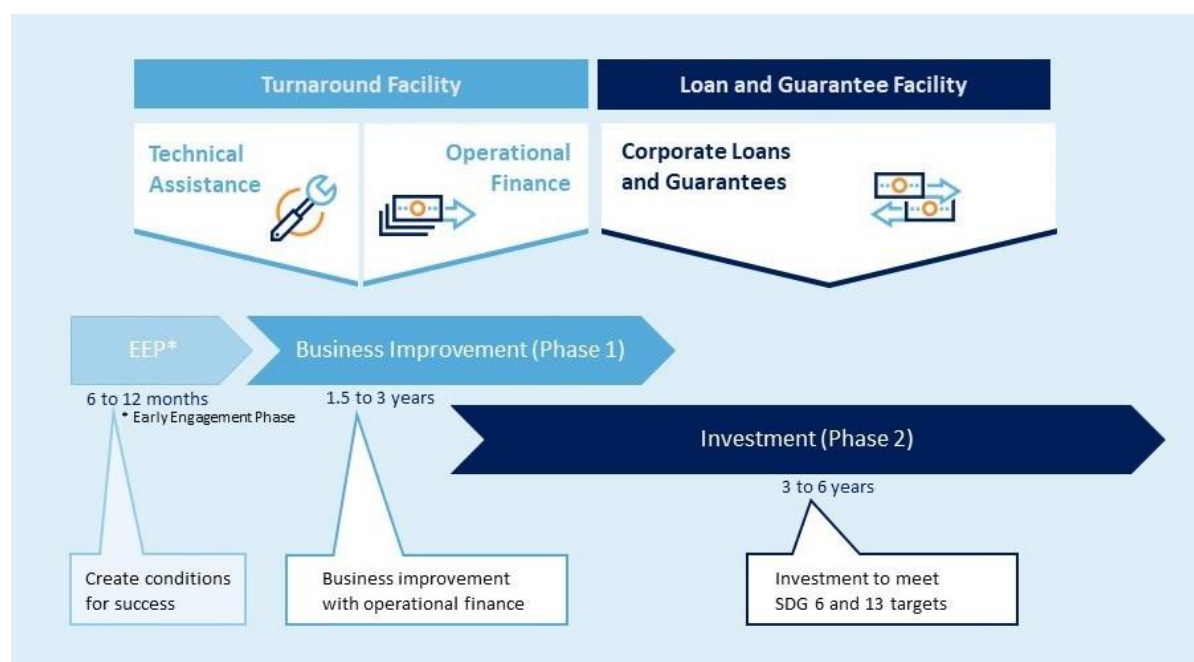 Turnaround Facility
Loan and Guarantee Facility
Technical
Assistance
Operational
Finance
Corporate Loans
and Guarantees
EEP*
Business Improvement (Phase 1)
6 to 12 months
* Early Engagement Phase
1.5 to 3 years
Investment (Phase 2)
3 to 6 years
Create conditions
for success
Business improvement
with operational finance
Investment to meet
SDG 6 and 13 targets